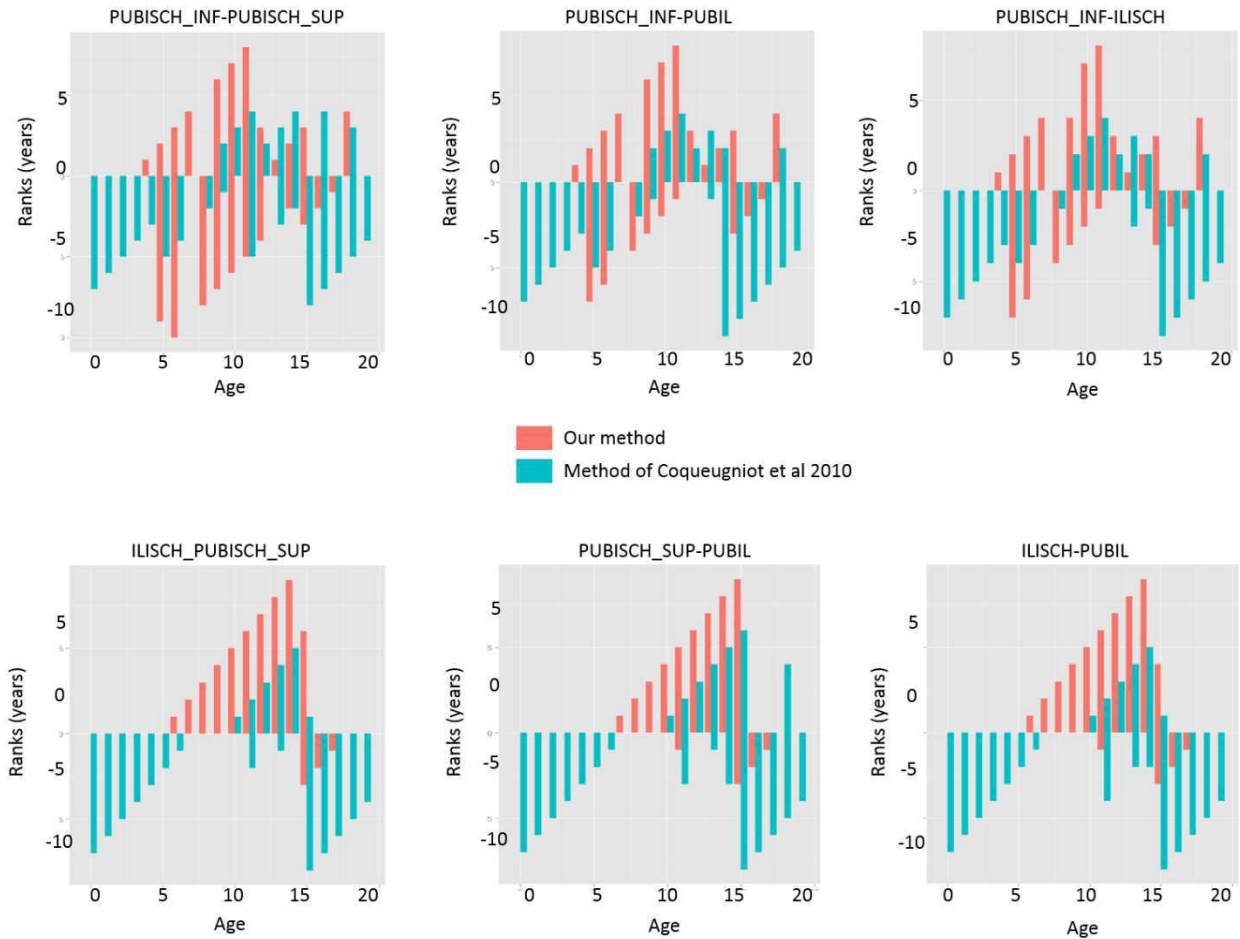 PUBISCH_INF-PUBISCH_SUP
PUBISCH_INF-PUBIL
PUBISCH_INF-ILISCH
Ranks (years)
5
0
-5
-10
0 5 10 15 20
Age
Ranks (years)
5
0
-5
-10
0 5 10 15 20
Age
Ranks (years)
5
0
-5
-10
0 5 10 15 20
Age
Our method
Method of Coqueugniot et al 2010
ILISCH_PUBISCH_SUP
PUBISCH_SUP-PUBIL
ILISCH-PUBIL
Ranks (years)
5
0
-5
-10
0 5 10 15 20
Age
Ranks (years)
5
0
-5
-10
0 5 10 15 20
Age
Ranks (years)
5
0
-5
-10
0 5 10 15 20
Age